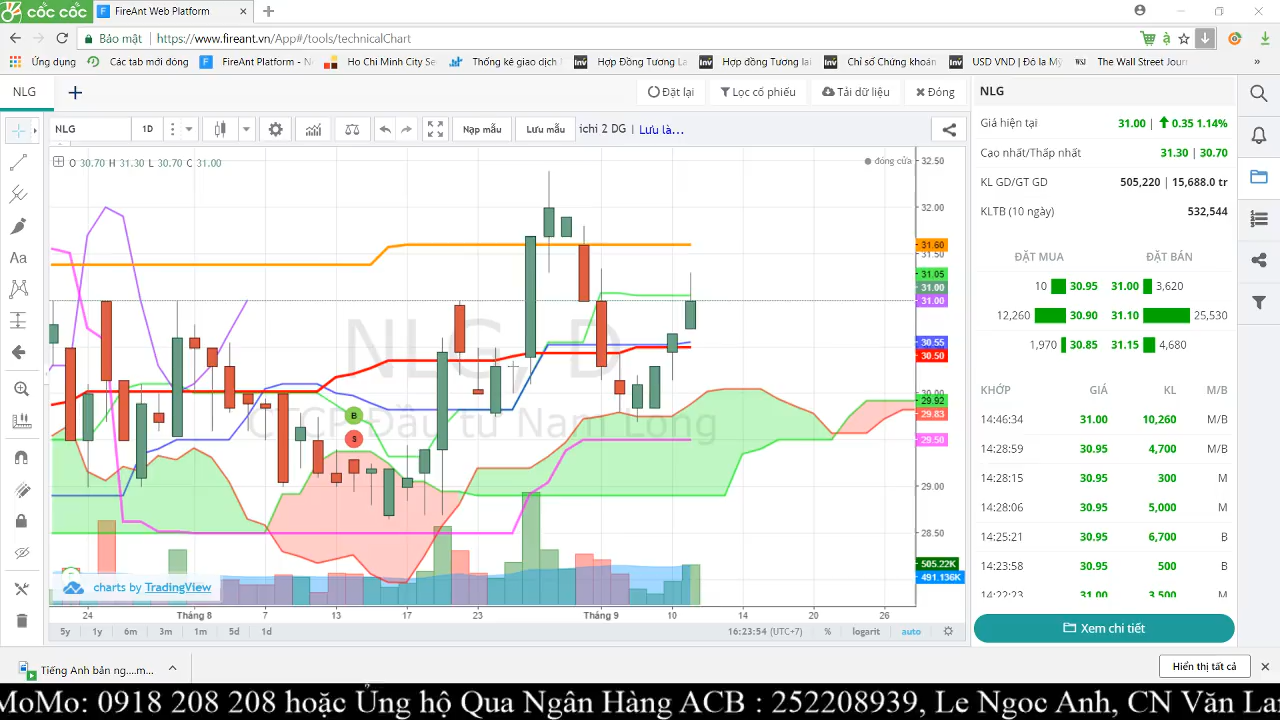 cốc cốc FireAnt Web Platform
Bảo mật https://www.fireant.vn/App#/tools/technicalChart
Ứng dụng Các tab mới đóng FireAnt Platform - N Ho Chi Minh City Se Thống kê giao dịch Hợp Đồng Tương La Hợp đồng Tương lai Chỉ số Chứng khoán USD VND | Đô la Mỹ The Wall Street Jour »
NLG + Đặt lại Lọc cổ phiếu Tải dữ liệu Đóng
NLG 1D Nạp mẫu Lưu mẫu ichi 2 DG | Lưu là...
O 30.70 H 31.30 L 30.70 C 31.00
đóng cửa
32.50
32.00
31.60
31.50
31.05
31.00
31.00
30.55
30.50
30.00
29.92
29.83
29.50
29.00
28.50
505.22K
491.136K
NLG, D
CTCP Đầu tư Nam Long
B
S
charts by TradingView
24 Tháng 8 7 13 17 23 Tháng 9 10 14 20 26
5y 1y 6m 3m 1m 5d 1d 16:23:54 (UTC+7) % logarit auto
NLG
Giá hiện tại 31.00 | 0.35 1.14%
Cao nhất/Thấp nhất 31.30 | 30.70
KL GD/GT GD 505,220 | 15,688.0 tr
KLTB (10 ngày) 532,544
ĐẶT MUA ĐẶT BÁN
10 30.95 31.00 3,620
12,260 30.90 31.10 25,530
1,970 30.85 31.15 4,680
KHỚP GIÁ KL M/B
14:46:34 31.00 10,260 M/B
14:28:59 30.95 4,700 M/B
14:28:15 30.95 300 M
14:28:06 30.95 5,000 M
14:25:21 30.95 6,700 B
14:23:58 30.95 500 B
14:22:23 31.00 3,500 M
Xem chi tiết
Tiếng Anh bản ng....m...
Hiển thị tất cả
MoMo: 0918 208 208 hoặc Ủng hộ Qua Ngân Hàng ACB : 252208939, Le Ngoc Anh, CN Văn La